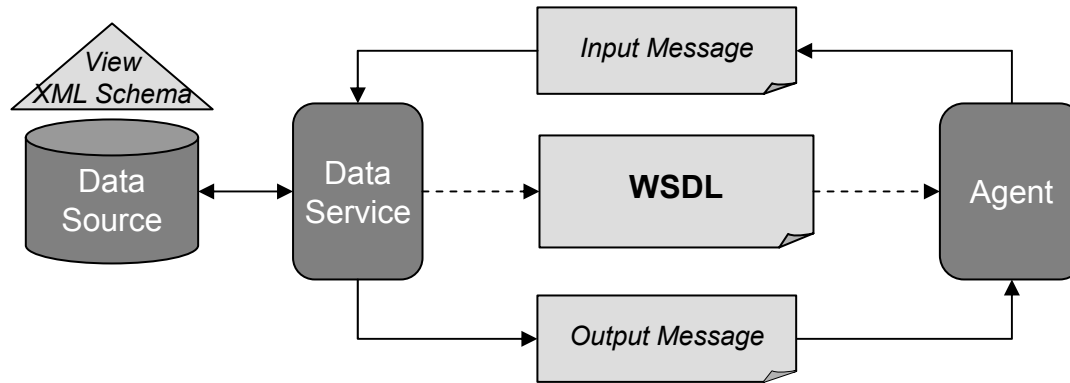 View
XML Schema
Data
Source
Data
Service
Input Message
WSDL
Output Message
Agent